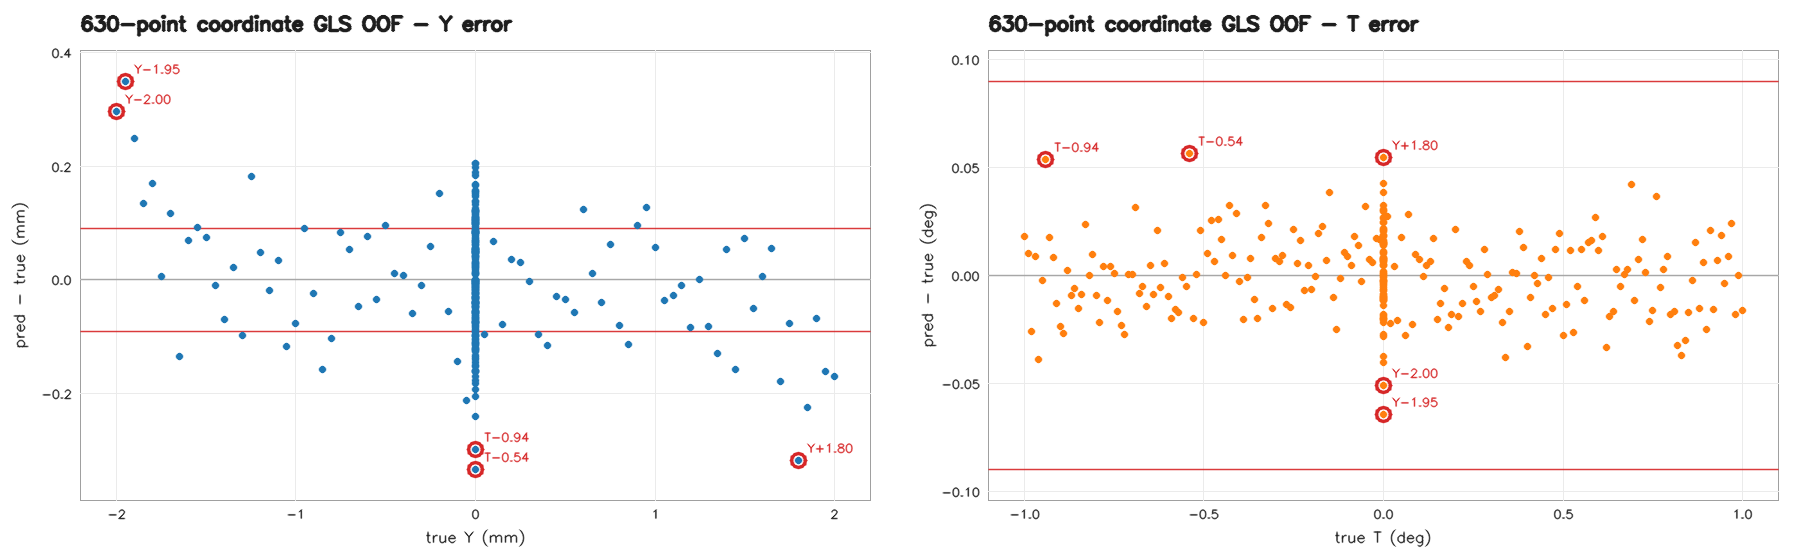 630-point coordinate GLS OOF - Y error
0.4
0.2
0.0
-0.2
pred - true (mm)
Y-1.95
Y-2.00
T-0.94
T-0.54
Y+1.80
-2
-1
0
1
2
true Y (mm)
630-point coordinate GLS OOF - T error
0.10
0.05
0.00
-0.05
-0.10
pred - true (deg)
T-0.94
T-0.54
Y+1.80
Y-2.00
Y-1.95
-1.0
-0.5
0.0
0.5
1.0
true T (deg)